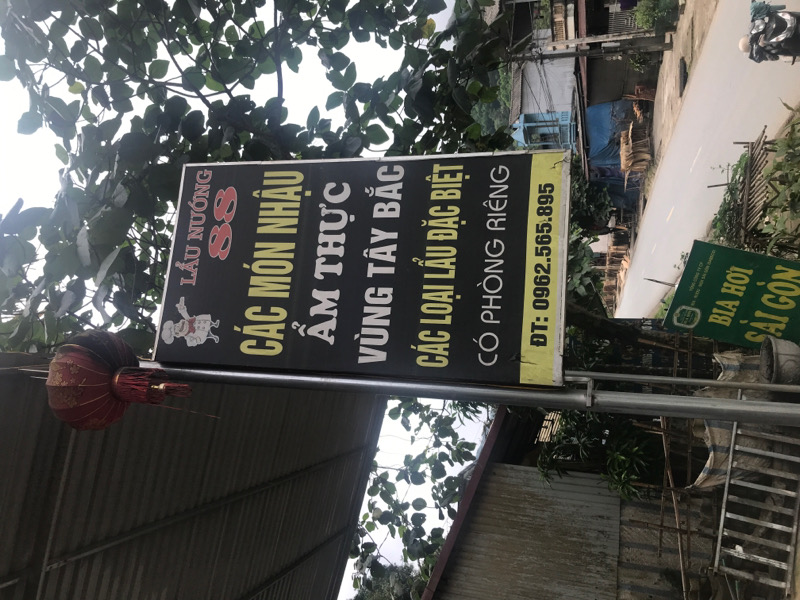 LẨU NƯỚNG
88
CÁC MÓN NHẬU
ẨM THỰC
VÙNG TÂY BẮC
CÁC LOẠI LẨU ĐẶC BIỆT
CÓ PHÒNG RIÊNG
ĐT: 0962.565.895
BIA HƠI
SÀI GÒN